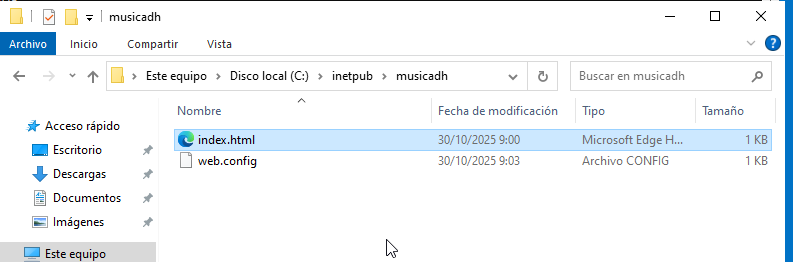 musicadh
Archivo Inicio Compartir Vista
Este equipo Disco local (C:) inetpub musicadh Buscar en musicadh
Nombre Fecha de modificación Tipo Tamaño
Acceso rápido
Escritorio
Descargas
Documentos
Imágenes
Este equipo
index.html 30/10/2025 9:00 Microsoft Edge H... 1 KB
web.config 30/10/2025 9:03 Archivo CONFIG 1 KB